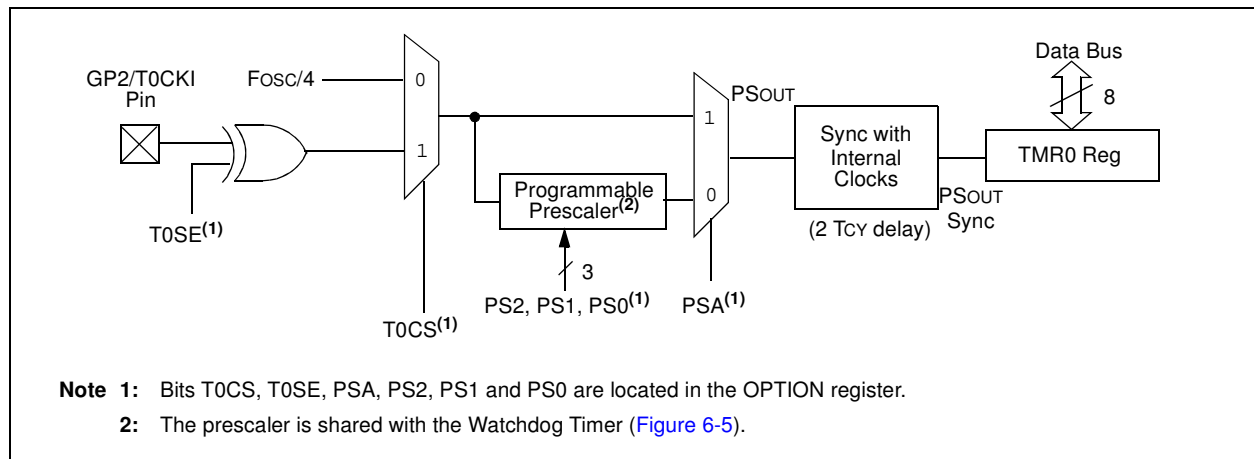 Data Bus
GP2/T0CKI
Pin
FOSC/4
0
1
PSOUT
8
1
0
Sync with
Internal
Clocks
TMR0 Reg
Programmable
Prescaler(2)
PSOUT
Sync
(2 TCY delay)
T0SE(1)
3
PS2, PS1, PS0(1)
PSA(1)
T0CS(1)
Note 1: Bits T0CS, T0SE, PSA, PS2, PS1 and PS0 are located in the OPTION register.
2: The prescaler is shared with the Watchdog Timer (Figure 6-5).